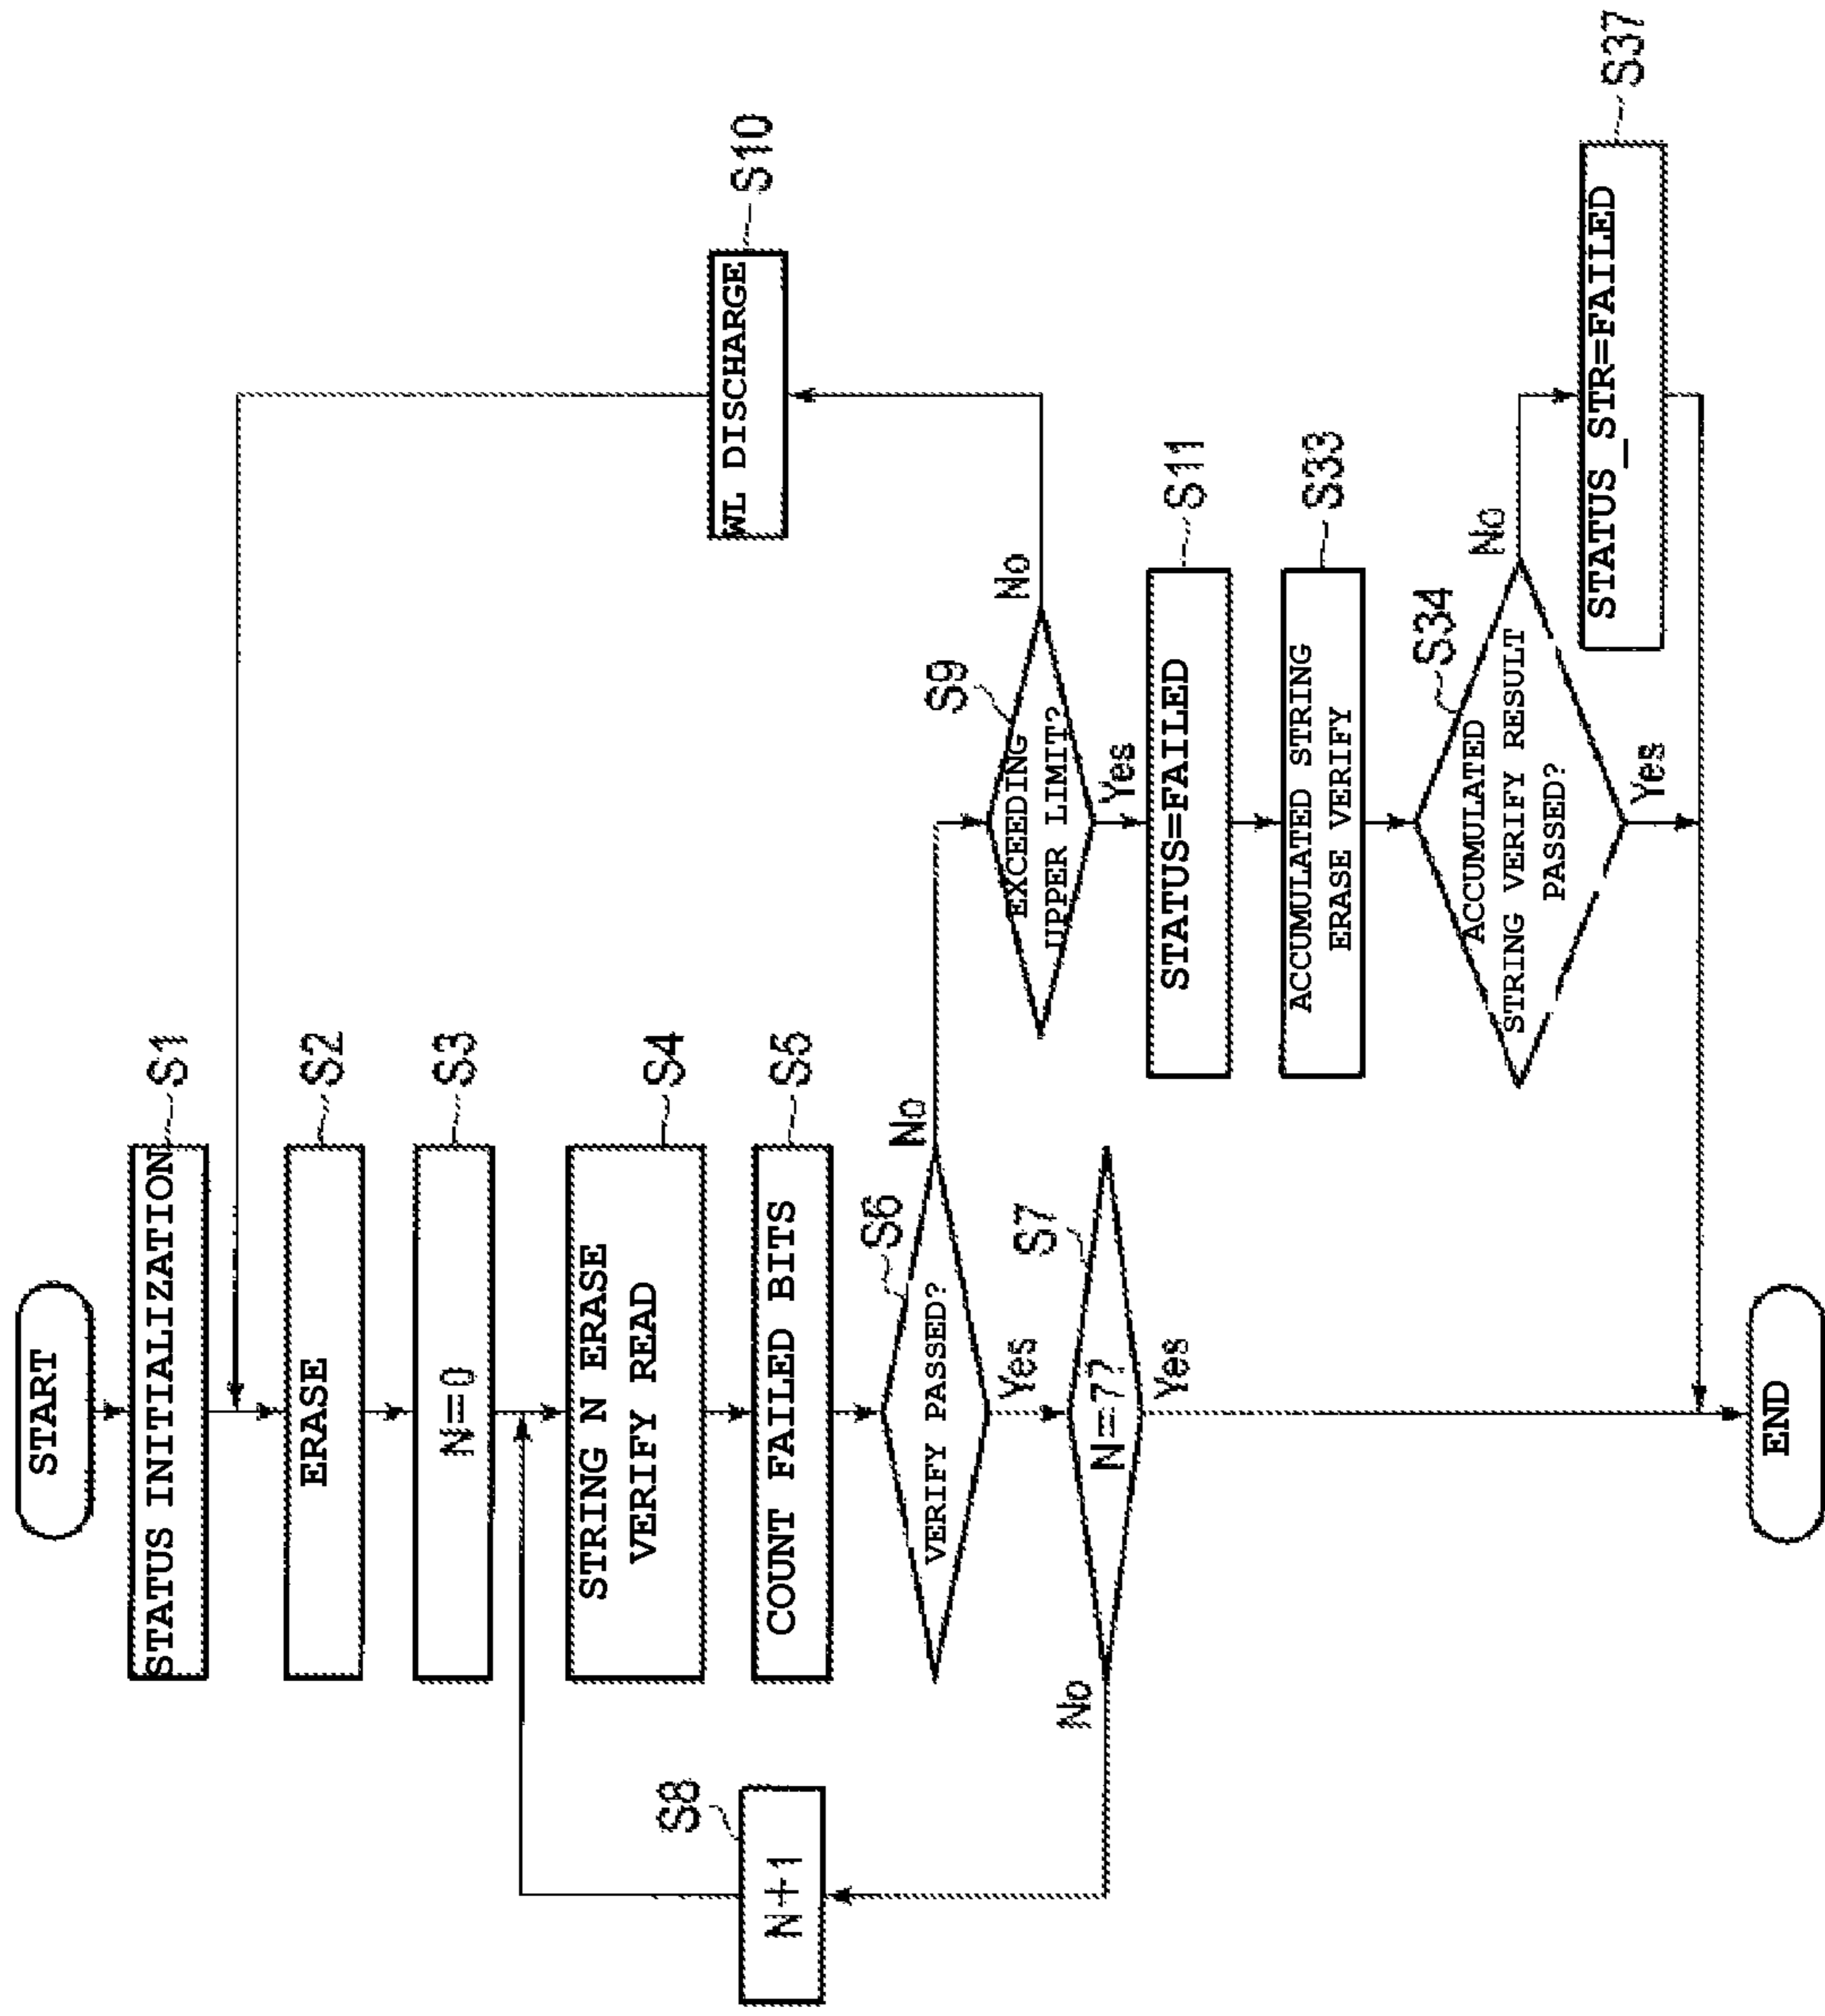 START
STATUS INITIALIZATION
S1
ERASE
S2
N=0
S3
STRING N ERASE
VERIFY READ
S4
COUNT FAILED BITS
S5
VERIFY PASSED?
S6
No
Yes
N=7?
S7
No
Yes
N+1
S8
EXCEEDING
UPPER LIMIT?
S9
No
Yes
WL DISCHARGE
S10
STATUS=FAILED
S11
ACCUMULATED STRING
ERASE VERIFY
S33
ACCUMULATED
STRING VERIFY RESULT
PASSED?
S34
No
Yes
STATUS_STR=FAILED
S37
END